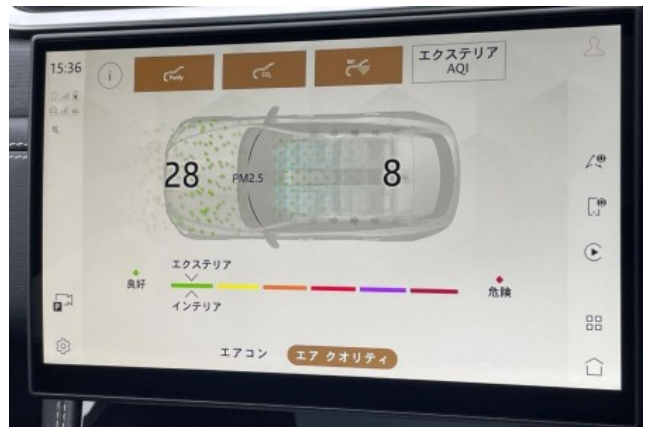 15:36
i
Purify
CO₂
エクステリア
AQI
28
PM2.5
8
エクステリア
良好
危険
インテリア
P
エアコン
エア クオリティ